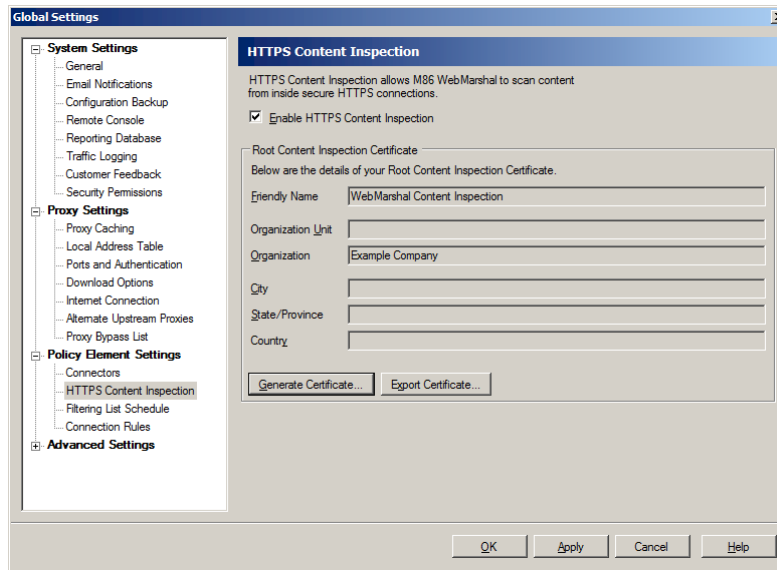 Global Settings
System Settings
General
Email Notifications
Configuration Backup
Remote Console
Reporting Database
Traffic Logging
Customer Feedback
Security Permissions
Proxy Settings
Proxy Caching
Local Address Table
Ports and Authentication
Download Options
Internet Connection
Alternate Upstream Proxies
Proxy Bypass List
Policy Element Settings
Connectors
HTTPS Content Inspection
Filtering List Schedule
Connection Rules
Advanced Settings
HTTPS Content Inspection
HTTPS Content Inspection allows M86 WebMarshal to scan content
from inside secure HTTPS connections.
Enable HTTPS Content Inspection
Root Content Inspection Certificate
Below are the details of your Root Content Inspection Certificate.
Friendly Name WebMarshal Content Inspection
Organization Unit
Organization Example Company
City
State/Province
Country
Generate Certificate... Export Certificate...
OK Apply Cancel Help